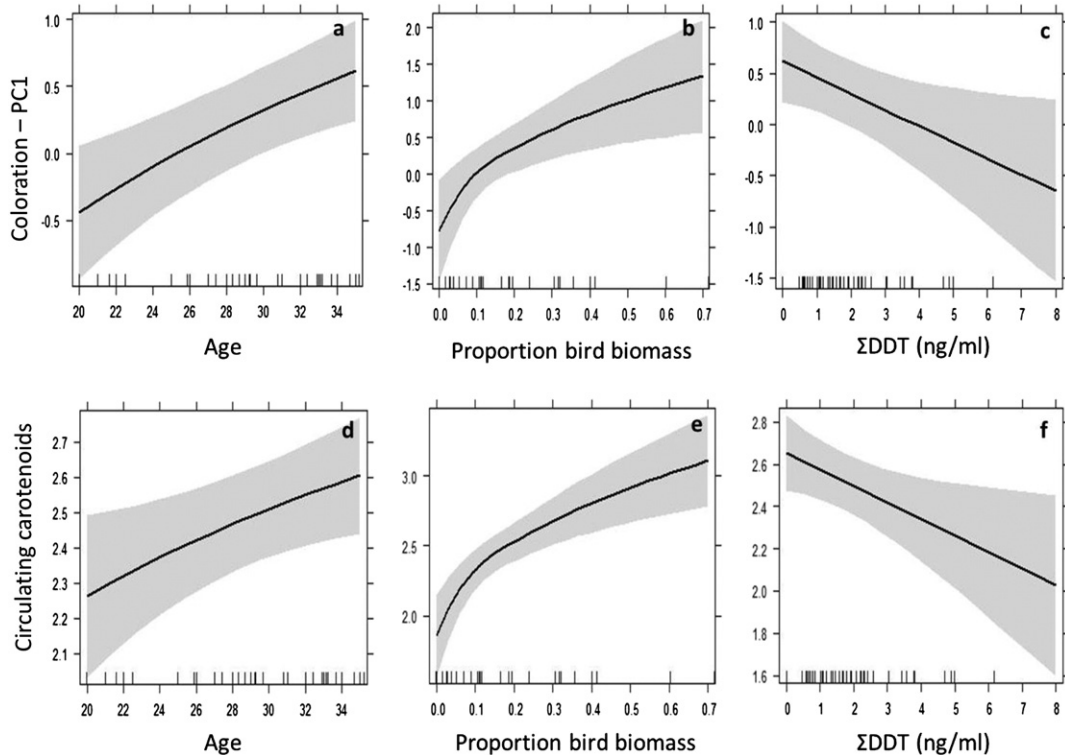 a
1.0
0.5
0.0
-0.5
Coloration – PC1
20 22 24 26 28 30 32 34
Age
b
2.0
1.5
1.0
0.5
0.0
-0.5
-1.0
-1.5
0.0 0.1 0.2 0.3 0.4 0.5 0.6 0.7
Proportion bird biomass
c
1.0
0.5
0.0
-0.5
-1.0
-1.5
0 1 2 3 4 5 6 7 8
ΣDDT (ng/ml)
d
2.7
2.6
2.5
2.4
2.3
2.2
2.1
Circulating carotenoids
20 22 24 26 28 30 32 34
Age
e
3.0
2.5
2.0
0.0 0.1 0.2 0.3 0.4 0.5 0.6 0.7
Proportion bird biomass
f
2.8
2.6
2.4
2.2
2.0
1.8
1.6
0 1 2 3 4 5 6 7 8
ΣDDT (ng/ml)